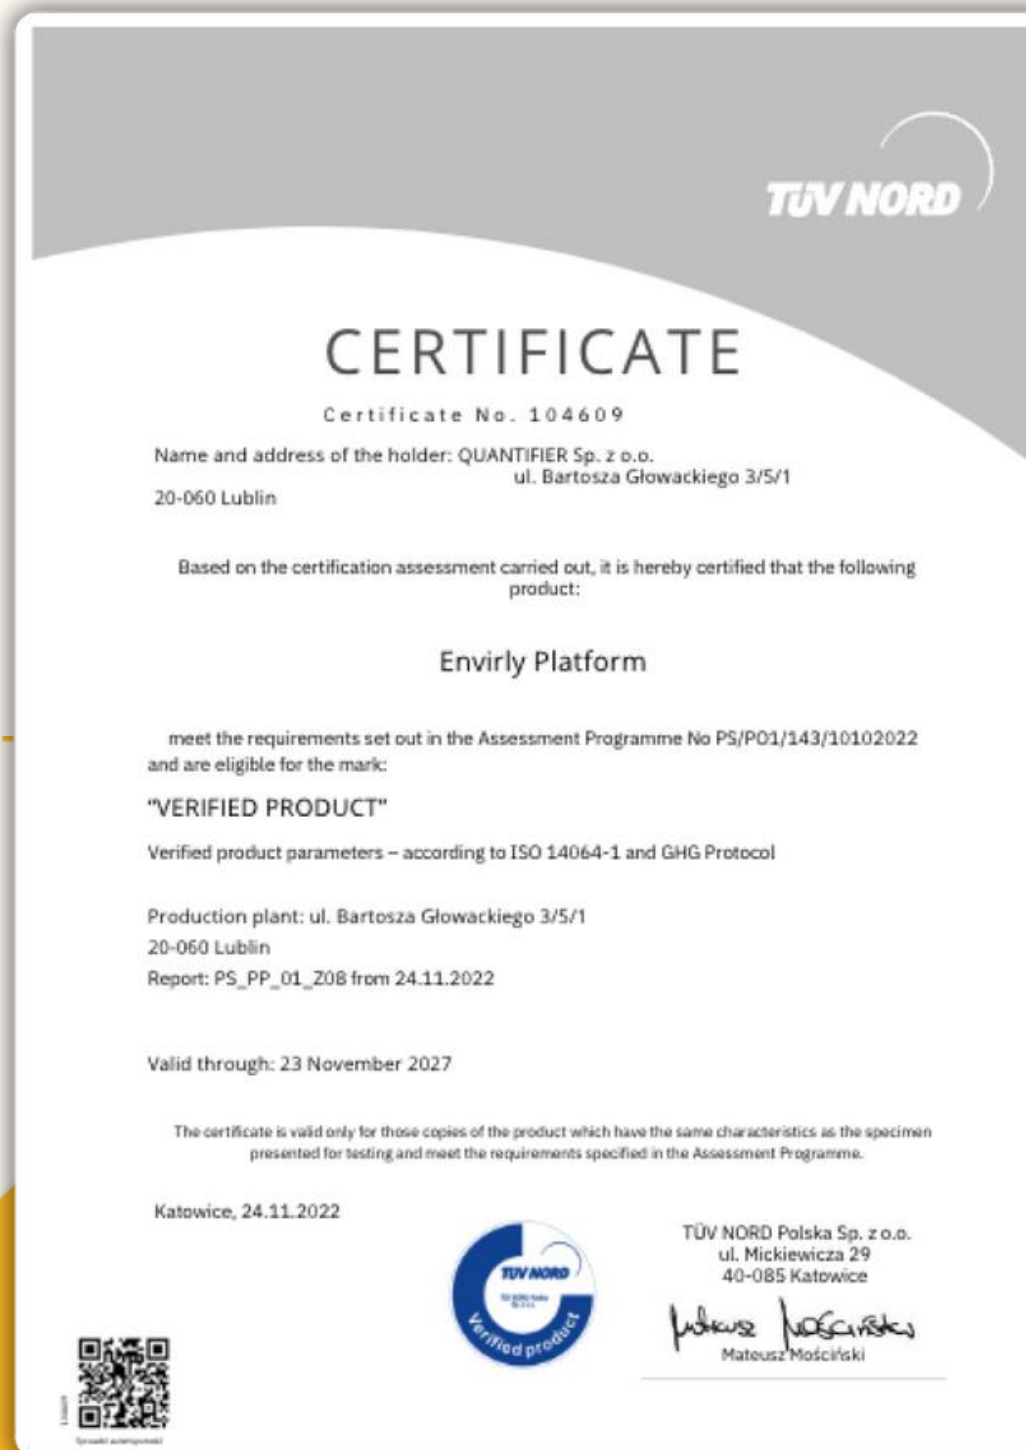 TÜV NORD
CERTIFICATE
Certificate No. 104609
Name and address of the holder: QUANTIFIER Sp. z o.o.
ul. Bartosza Głowackiego 3/5/1
20-060 Lublin
Based on the certification assessment carried out, it is hereby certified that the following
product:
Envirly Platform
meet the requirements set out in the Assessment Programme No PS/P01/143/10102022
and are eligible for the mark:
"VERIFIED PRODUCT"
Verified product parameters – according to ISO 14064-1 and GHG Protocol
Production plant: ul. Bartosza Głowackiego 3/5/1
20-060 Lublin
Report: PS_PP_01_Z08 from 24.11.2022
Valid through: 23 November 2027
The certificate is valid only for those copies of the product which have the same characteristics as the specimen
presented for testing and meet the requirements specified in the Assessment Programme.
Katowice, 24.11.2022
TÜV NORD
Verified product
TÜV NORD Polska Sp. z o.o.
ul. Mickiewicza 29
40-085 Katowice
Mateusz Mościński
Mateusz Mościński